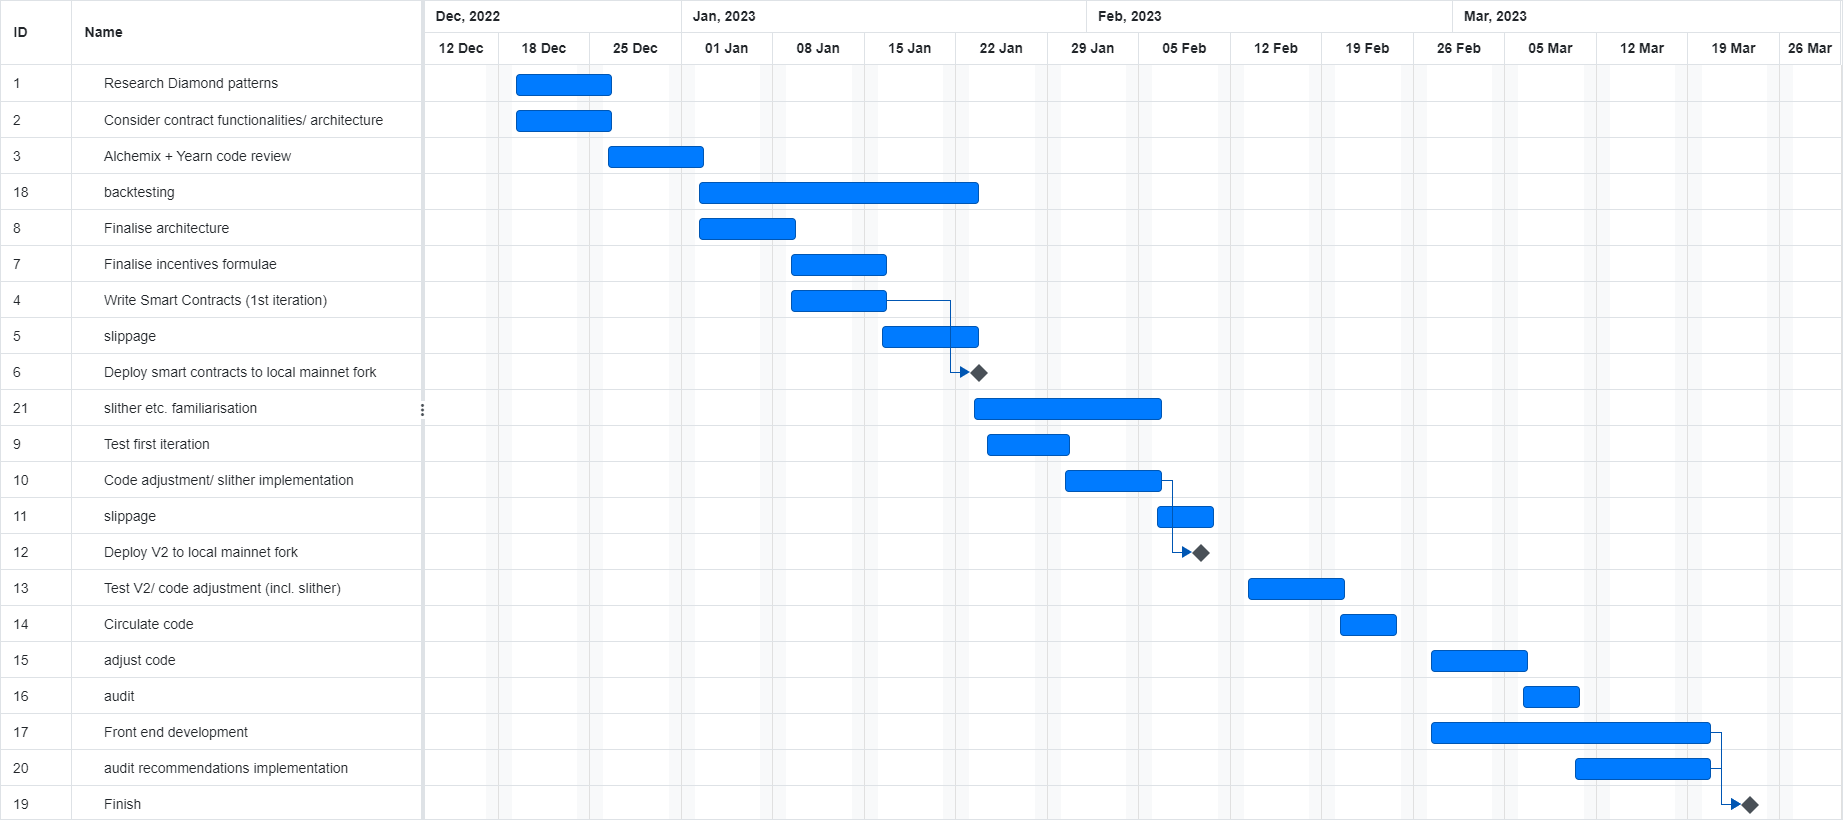 ID Name Dec, 2022 Jan, 2023 Feb, 2023 Mar, 2023
12 Dec 18 Dec 25 Dec 01 Jan 08 Jan 15 Jan 22 Jan 29 Jan 05 Feb 12 Feb 19 Feb 26 Feb 05 Mar 12 Mar 19 Mar 26 Mar
1 Research Diamond patterns
2 Consider contract functionalities/ architecture
3 Alchemix + Yearn code review
18 backtesting
8 Finalise architecture
7 Finalise incentives formulae
4 Write Smart Contracts (1st iteration)
5 slippage
6 Deploy smart contracts to local mainnet fork
21 slither etc. familiarisation
9 Test first iteration
10 Code adjustment/ slither implementation
11 slippage
12 Deploy V2 to local mainnet fork
13 Test V2/ code adjustment (incl. slither)
14 Circulate code
15 adjust code
16 audit
17 Front end development
20 audit recommendations implementation
19 Finish